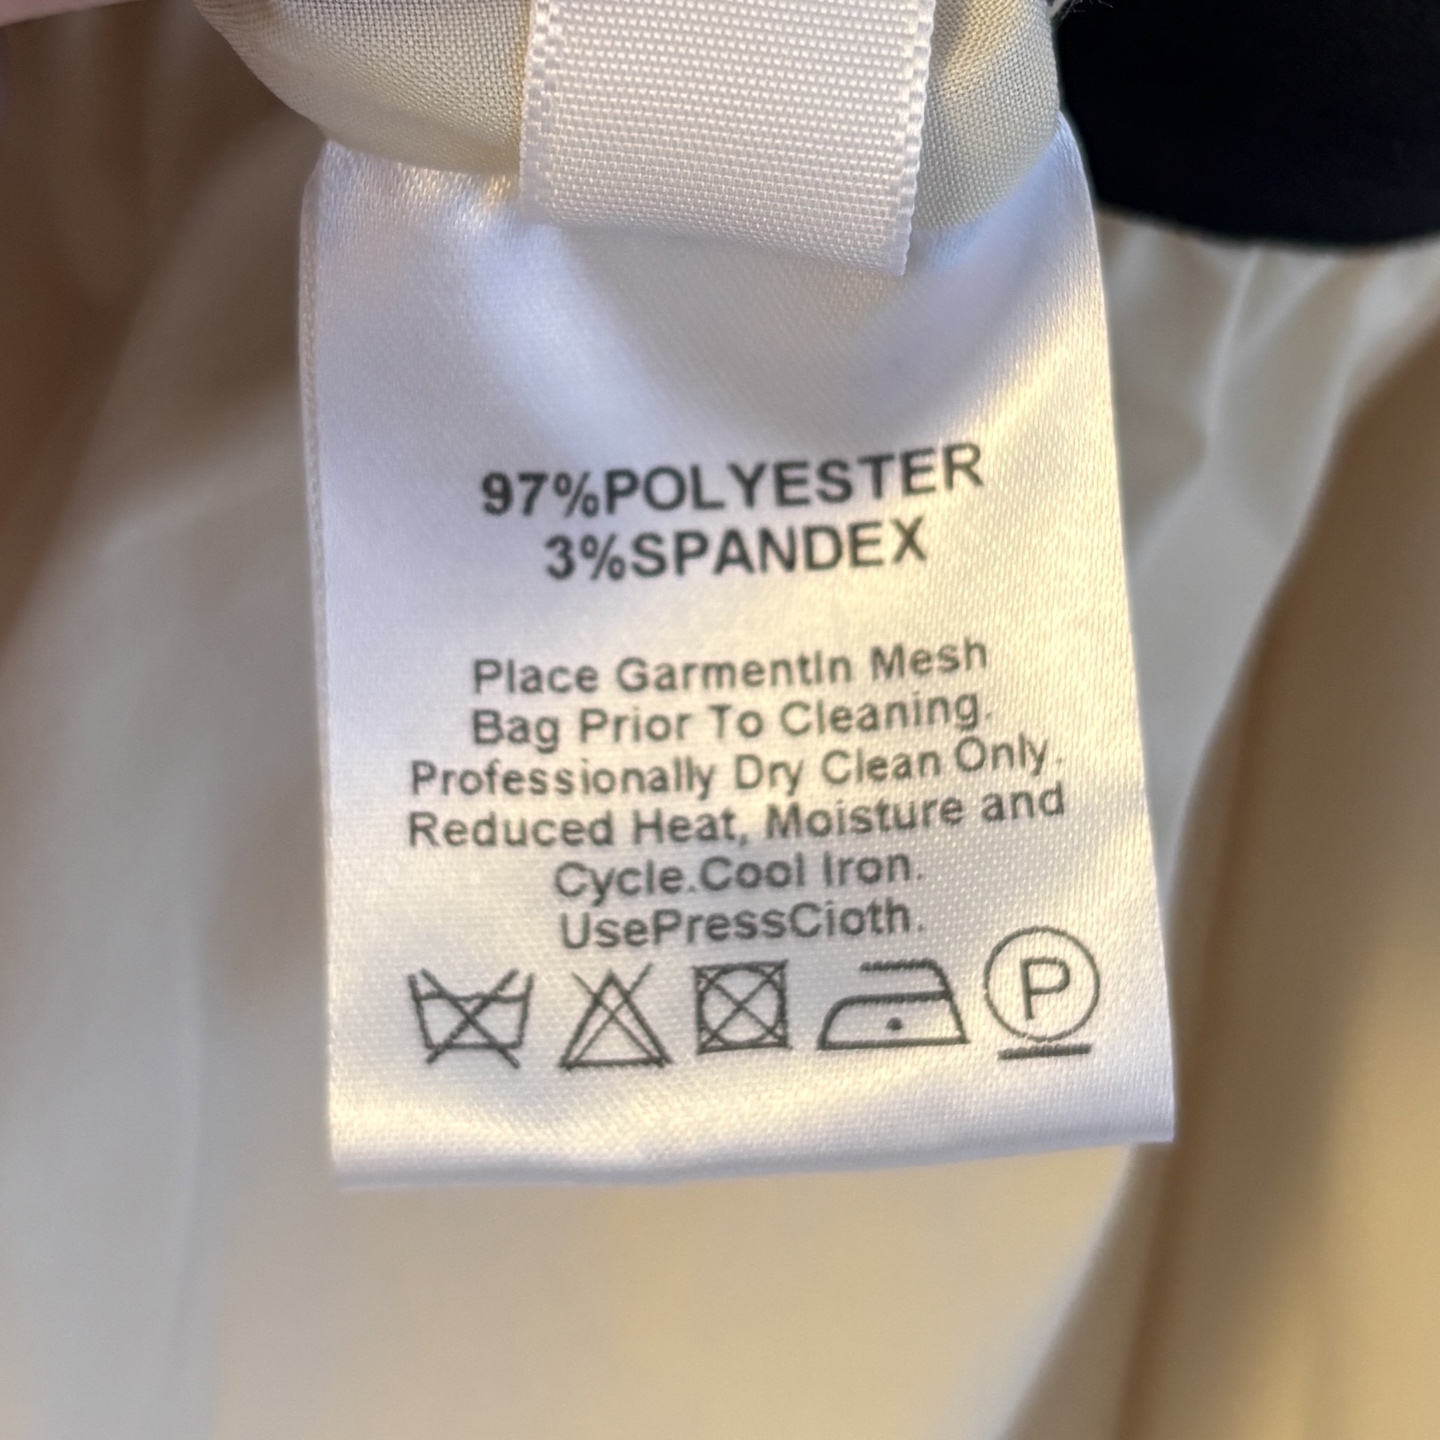 97%POLYESTER
3%SPANDEX
Place GarmentIn Mesh
Bag Prior To Cleaning.
Professionally Dry Clean Only.
Reduced Heat, Moisture and
Cycle.Cool Iron.
UsePressCioth.
P